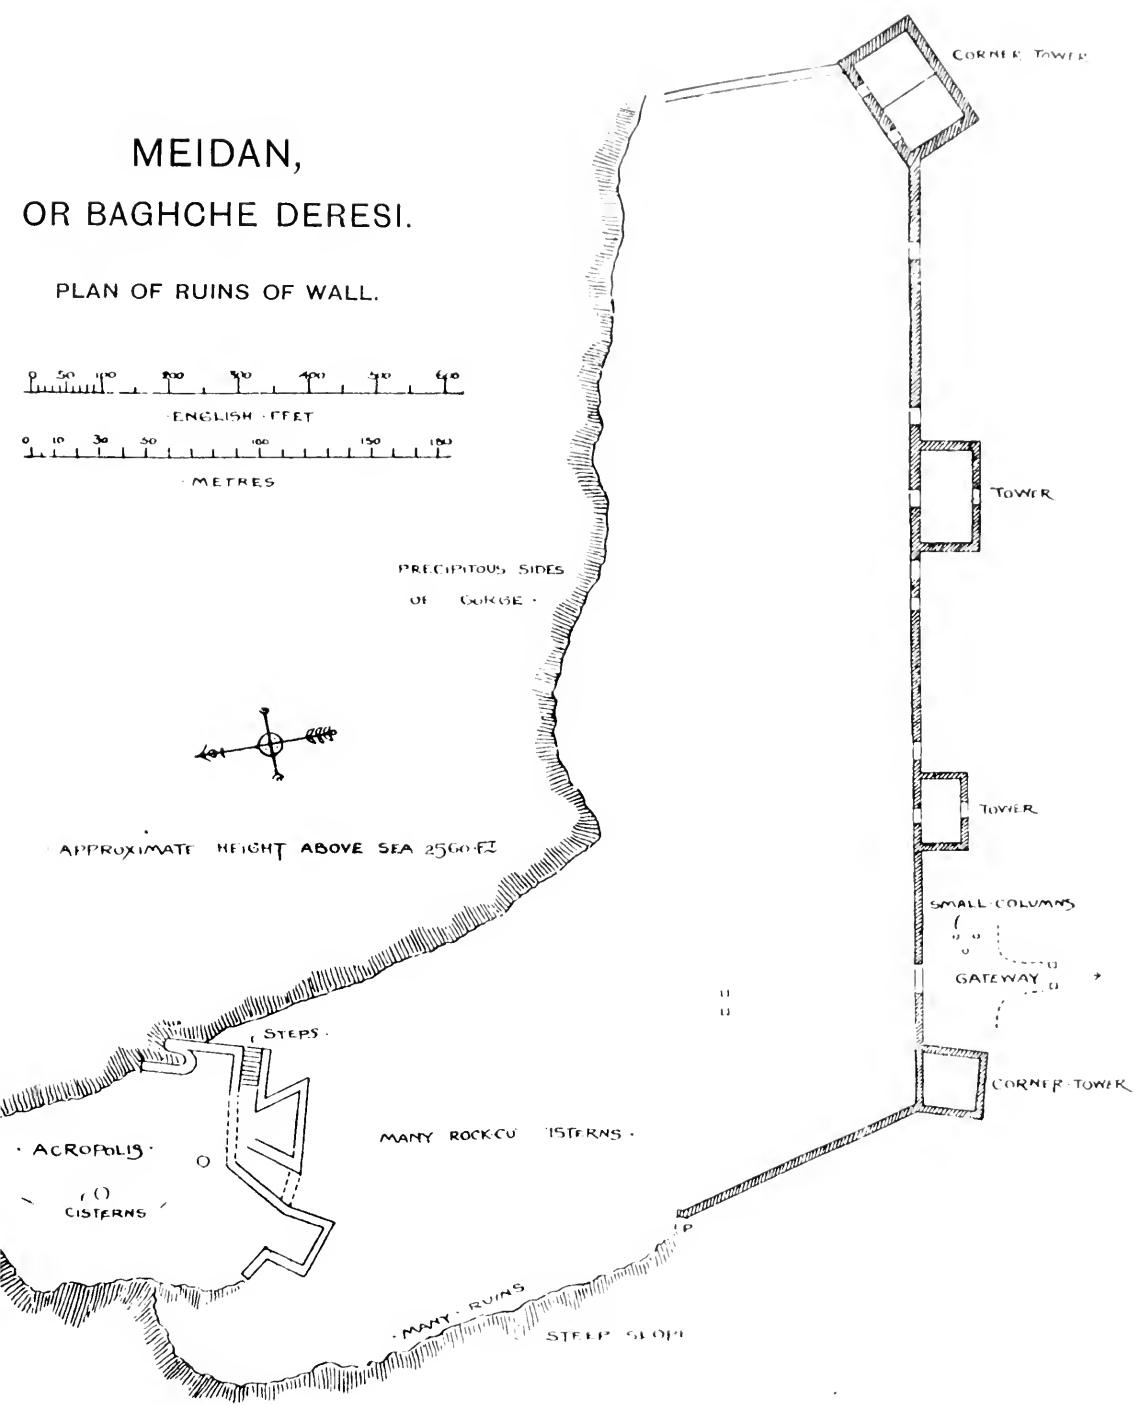 CORNER TOWER
MEIDAN,
OR BAGHCHE DERESI.
PLAN OF RUINS OF WALL.
0 50 100 200 300 400 500 600
·ENGLISH·FEET
0 10 30 50 100 150 180
·METRES
TOWER
PRECIPITOUS SIDES
OF GORGE·
TOWER
APPROXIMATE HEIGHT ABOVE SEA 2560·FT
SMALL·COLUMNS
GATEWAY
STEPS·
CORNER·TOWER
MANY ROCK-CU ISTERNS·
·ACROPOLIS·
CISTERNS
P
·MANY·RUINS
STEEP SLOPE